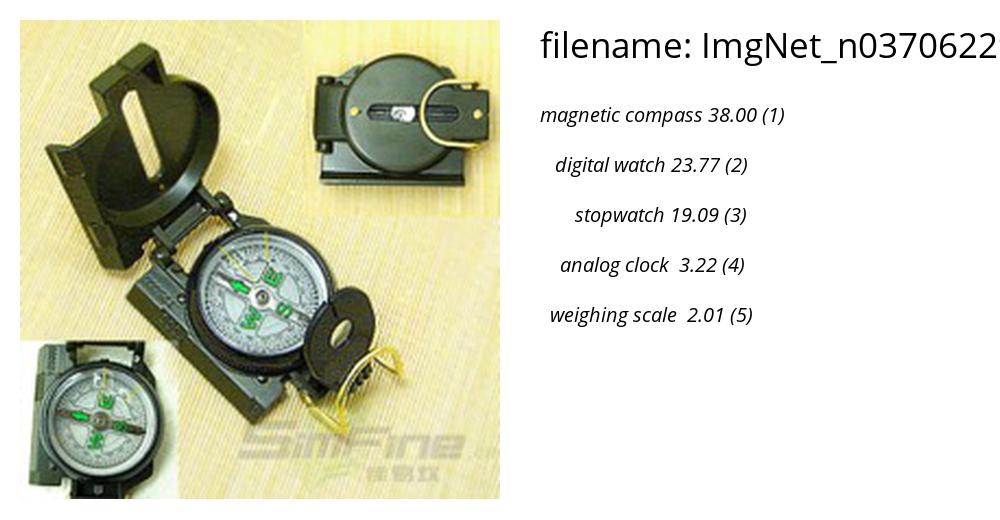 filename: ImgNet_n0370622
magnetic compass 38.00 (1)
digital watch 23.77 (2)
stopwatch 19.09 (3)
analog clock 3.22 (4)
weighing scale 2.01 (5)
E
W
S
SimFine